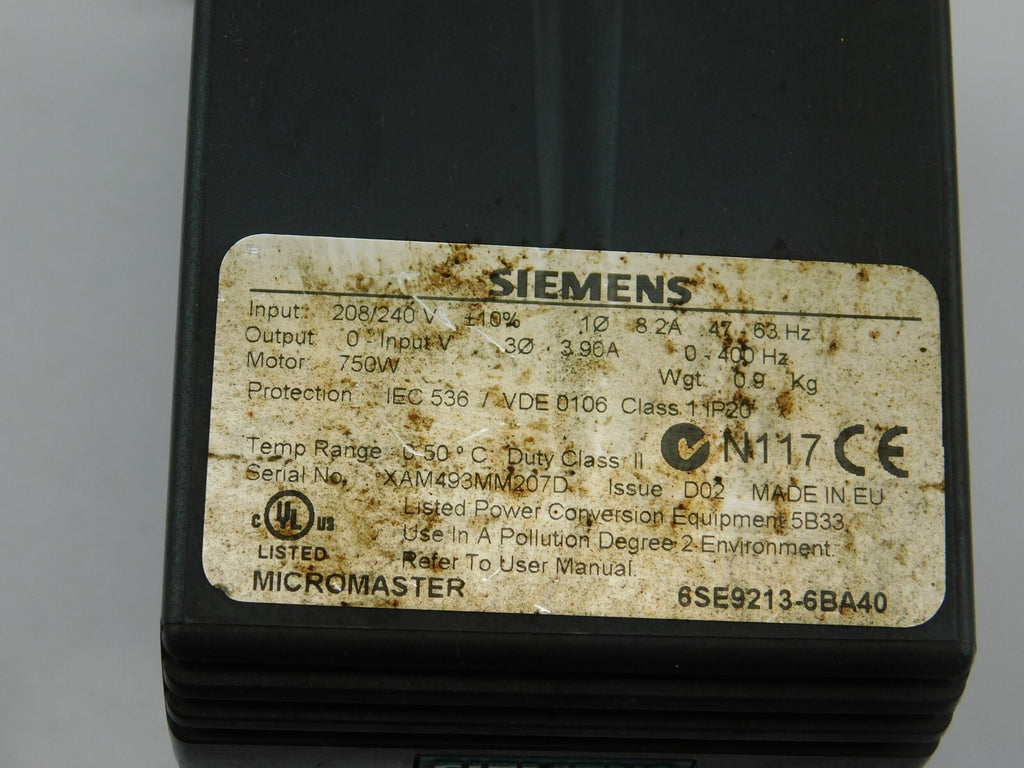 SIEMENS
Input: 208/240 V ±10% 1Ø 8.2A 47 - 63 Hz
Output: 0 - Input V 3Ø 3.90A 0 - 400 Hz
Motor 750W Wgt. 0.9 Kg
Protection IEC 536 / VDE 0106 Class 1 IP20
N117 CE
Temp Range 0-50 °C Duty Class II
Serial No. XAM493MM207D Issue D02 MADE IN EU
Listed Power Conversion Equipment 5B33,
C UL US
Use In A Pollution Degree 2 Environment.
LISTED
Refer To User Manual.
MICROMASTER 6SE9213-6BA40